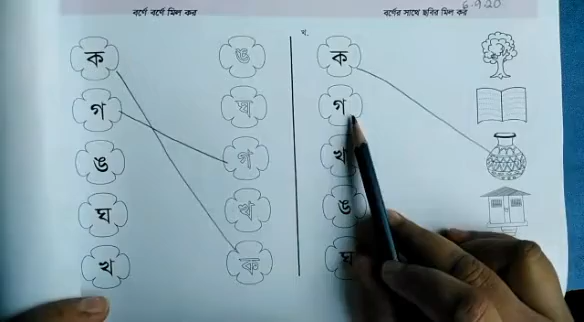 বর্ণে বর্ণে মিল কর
বর্ণের সাথে ছবির মিল কর
খ.
ক ঙ
গ ঘ
ঙ গ
ঘ খ
খ ক
ক
গ
খ
ঙ
ঘ